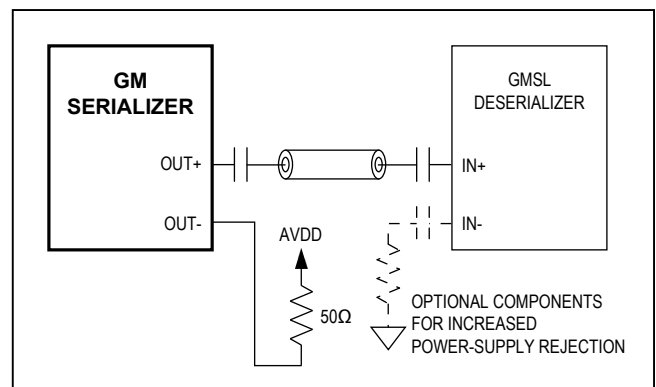 GM
SERIALIZER
GMSL
DESERIALIZER
OUT+
IN+
OUT-
AVDD
IN-
50Ω
OPTIONAL COMPONENTS
FOR INCREASED
POWER-SUPPLY REJECTION